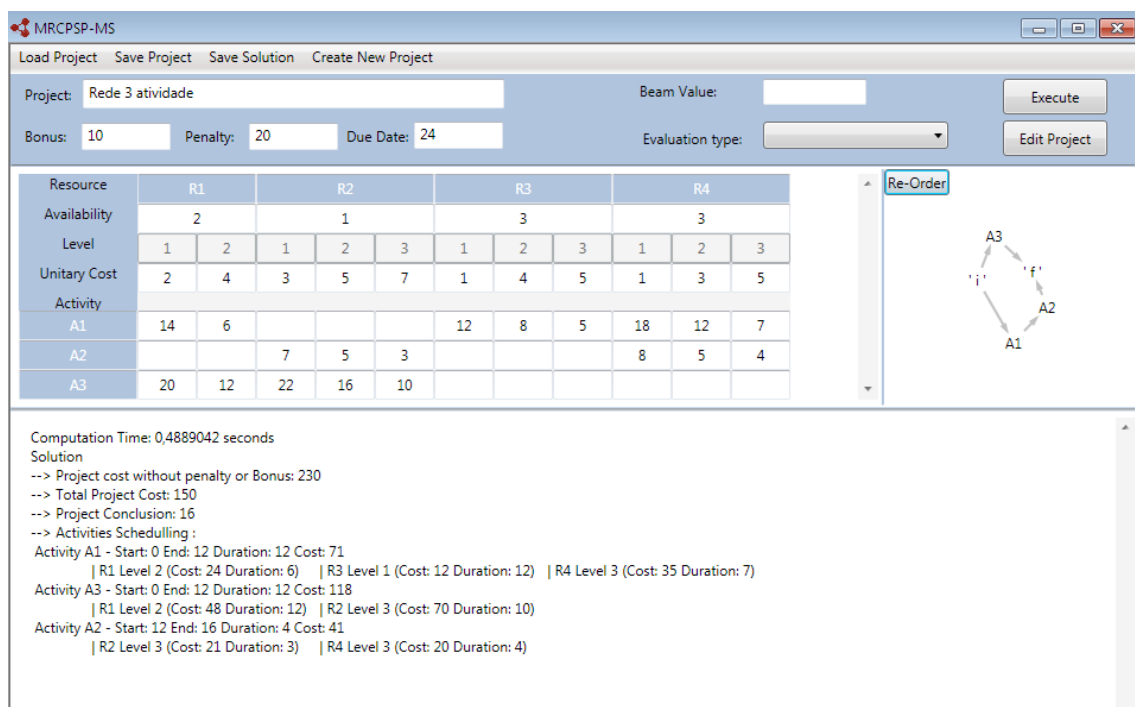 MRCPSP-MS
Load Project Save Project Save Solution Create New Project
Project: Rede 3 atividade Beam Value: Execute
Bonus: 10 Penalty: 20 Due Date: 24 Evaluation type: Edit Project
Resource R1 R2 R3 R4 Re-Order
Availability 2 1 3 3
Level 1 2 1 2 3 1 2 3 1 2 3
Unitary Cost 2 4 3 5 7 1 4 5 1 3 5
Activity
A1 14 6 12 8 5 18 12 7
A2 7 5 3 8 5 4
A3 20 12 22 16 10
A3
'i' 'f'
A2
A1
Computation Time: 0,4889042 seconds
Solution
--> Project cost without penalty or Bonus: 230
--> Total Project Cost: 150
--> Project Conclusion: 16
--> Activities Schedulling :
Activity A1 - Start: 0 End: 12 Duration: 12 Cost: 71
| R1 Level 2 (Cost: 24 Duration: 6) | R3 Level 1 (Cost: 12 Duration: 12) | R4 Level 3 (Cost: 35 Duration: 7)
Activity A3 - Start: 0 End: 12 Duration: 12 Cost: 118
| R1 Level 2 (Cost: 48 Duration: 12) | R2 Level 3 (Cost: 70 Duration: 10)
Activity A2 - Start: 12 End: 16 Duration: 4 Cost: 41
| R2 Level 3 (Cost: 21 Duration: 3) | R4 Level 3 (Cost: 20 Duration: 4)